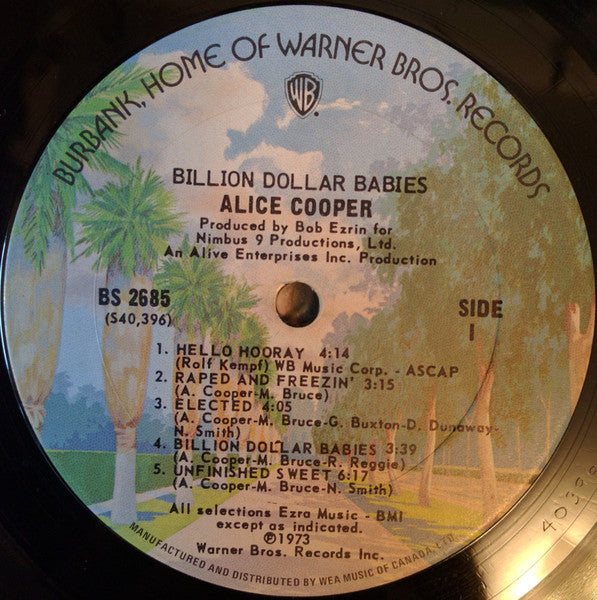 BURBANK, HOME OF WARNER BROS. RECORDS
WB
BILLION DOLLAR BABIES
ALICE COOPER
Produced by Bob Ezrin for
Nimbus 9 Productions, Ltd.
An Alive Enterprises Inc. Production
BS 2685
(S40,396)
SIDE
1
1. HELLO HOORAY 4:14
(Rolf Kempf) WB Music Corp. - ASCAP
2. RAPED AND FREEZIN' 3:15
(A. Cooper-M. Bruce)
3. ELECTED 4:05
(A. Cooper-M. Bruce-G. Buxton-D. Dunaway-
N. Smith)
4. BILLION DOLLAR BABIES 3:39
(A. Cooper-M. Bruce-R. Reggie)
5. UNFINISHED SWEET 6:17
(A. Cooper-M. Bruce-N. Smith)
All selections Ezra Music - BMI
except as indicated.
℗1973
Warner Bros. Records Inc.
MANUFACTURED AND DISTRIBUTED BY WEA MUSIC OF CANADA, LTD.